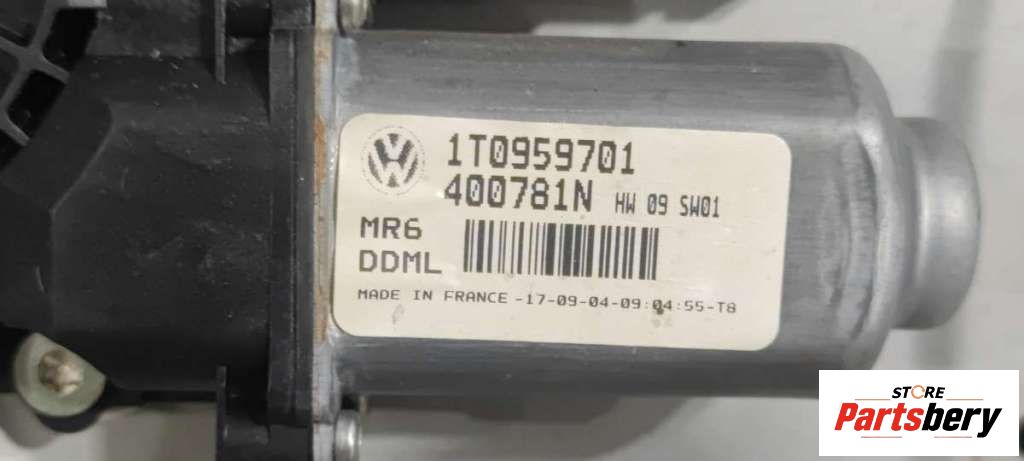 1T0959701
400781N HW 09 SW01
MR6
DDML
MADE IN FRANCE -17-09-04-09:04:55-T8
STORE
Partsbery